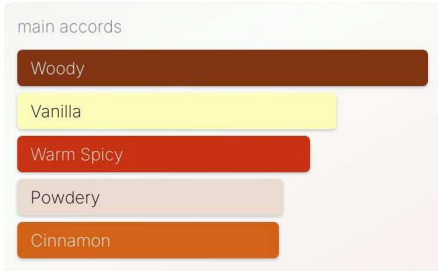 main accords
Woody
Vanilla
Warm Spicy
Powdery
Cinnamon